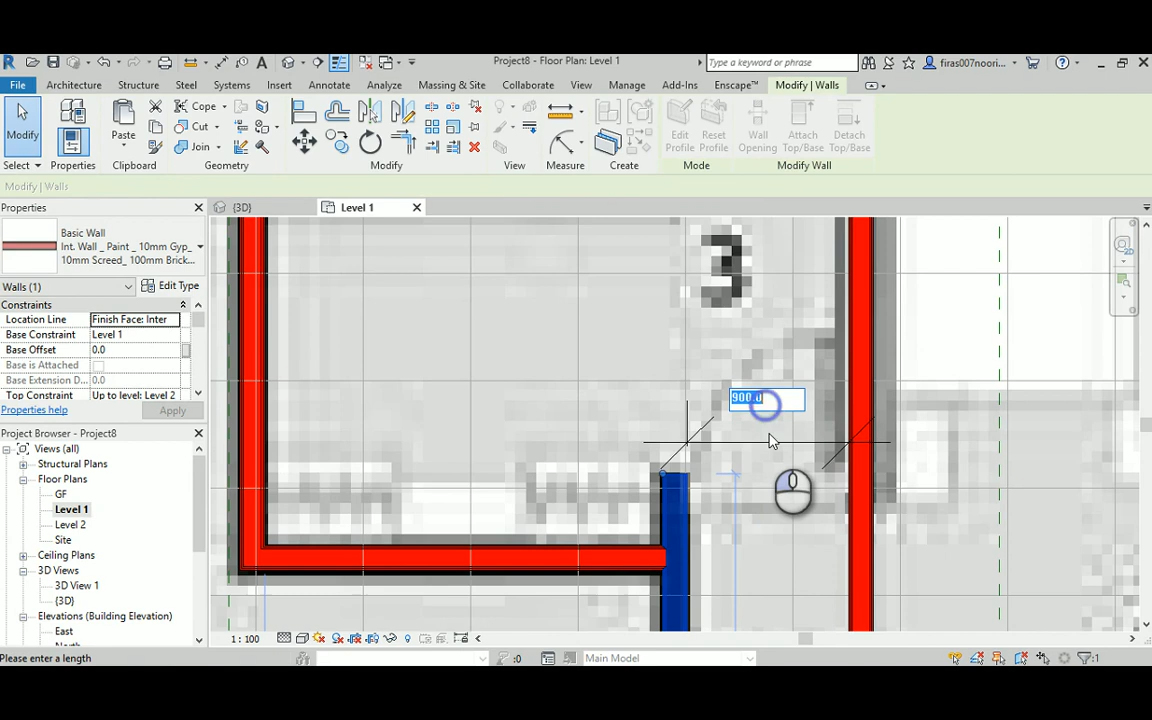 Project8 - Floor Plan: Level 1
Type a keyword or phrase
firas007noori...
File
Architecture
Structure
Steel
Systems
Insert
Annotate
Analyze
Massing & Site
Collaborate
View
Manage
Add-Ins
Enscape™
Modify | Walls
Modify
Select
Properties
Paste
Clipboard
Cope
Cut
Join
Geometry
Modify
View
Measure
Create
Edit Profile
Reset Profile
Mode
Wall Opening
Attach Top/Base
Detach Top/Base
Modify Wall
Modify | Walls
Properties
{3D}
Level 1
Basic Wall
Int. Wall _ Paint _ 10mm Gyp_
10mm Screed_ 100mm Brick...
Walls (1)
Edit Type
Constraints
Location Line
Finish Face: Inter
Base Constraint
Level 1
Base Offset
0.0
Base is Attached
Base Extension D...
0.0
Top Constraint
Up to level: Level 2
Properties help
Apply
Project Browser - Project8
Views (all)
Structural Plans
Floor Plans
GF
Level 1
Level 2
Site
Ceiling Plans
3D Views
3D View 1
{3D}
Elevations (Building Elevation)
East
3
900.0
1 : 100
Please enter a length
:0
Main Model
:1